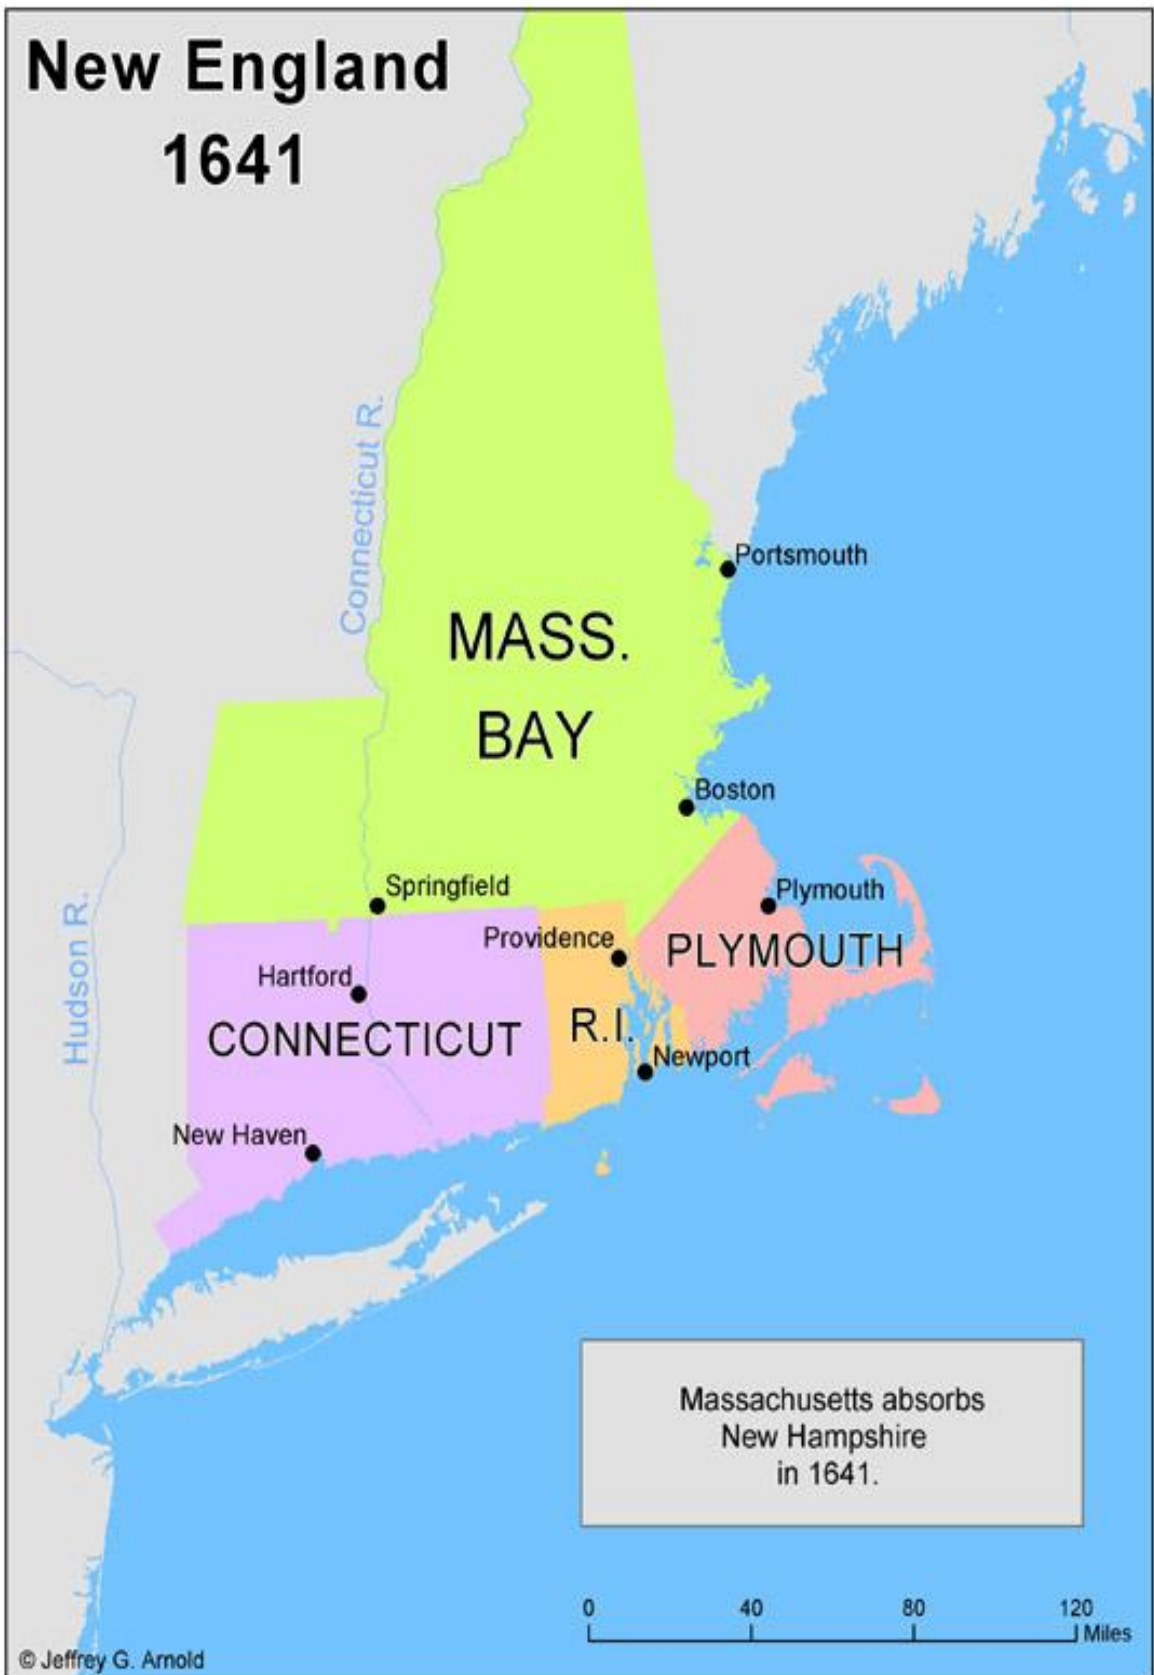 New England
1641
Connecticut R.
Portsmouth
MASS.
BAY
Boston
Springfield
Plymouth
Hudson R.
Providence
PLYMOUTH
Hartford
R.I.
CONNECTICUT
Newport
New Haven
Massachusetts absorbs
New Hampshire
in 1641.
0 40 80 120
Miles
© Jeffrey G. Arnold